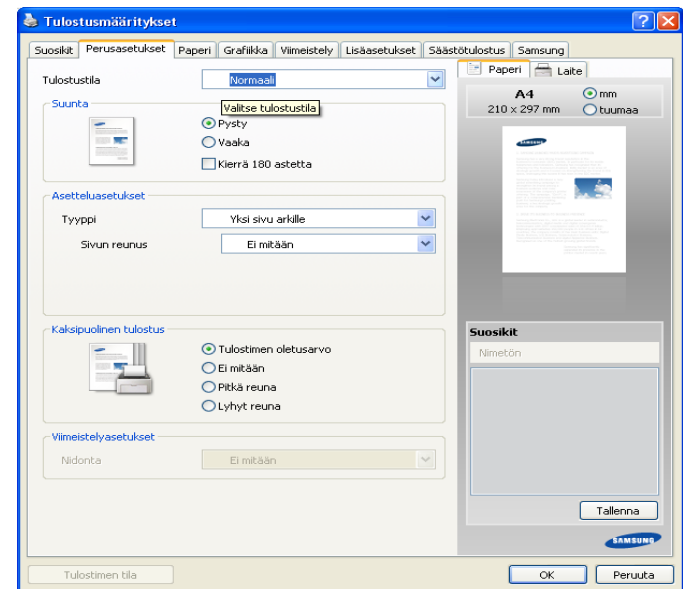 Tulostusmääritykset
Suosikit Perusasetukset Paperi Grafiikka Viimeistely Lisäasetukset Säästötulostus Samsung
Tulostustila Normaali
Valitse tulostustila
Suunta
Pysty
Vaaka
Kierrä 180 astetta
Asetteluasetukset
Tyyppi Yksi sivu arkille
Sivun reunus Ei mitään
Kaksipuolinen tulostus
Tulostimen oletusarvo
Ei mitään
Pitkä reuna
Lyhyt reuna
Viimeistelyasetukset
Nidonta Ei mitään
Paperi Laite
A4 mm
210 x 297 mm tuumaa
SAMSUNG
Suosikit
Nimetön
Tallenna
SAMSUNG
Tulostimen tila OK Peruuta